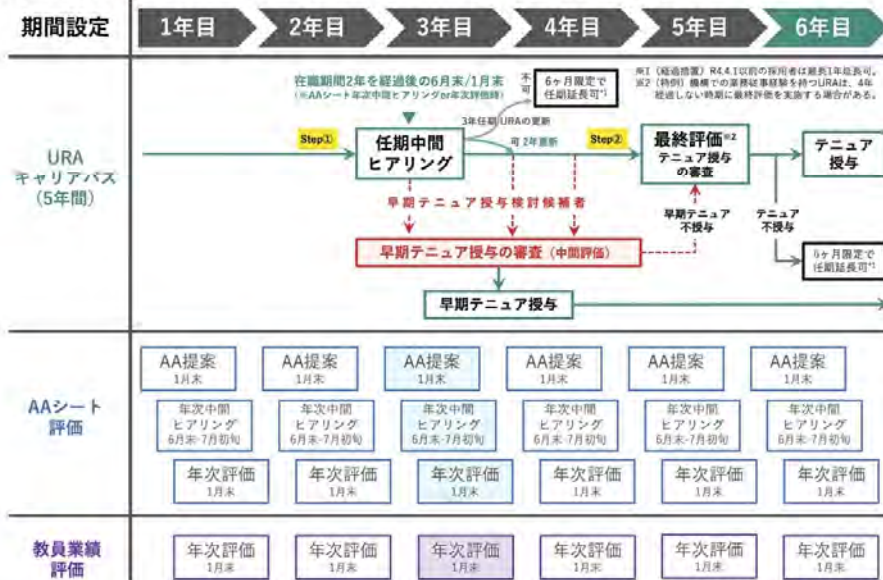 期間設定
1年目
2年目
3年目
4年目
5年目
6年目
URA
キャリアパス
(5年間)
在職期間2年を経過後の6月末/1月末
(※AAシート年次中間ヒアリングor年次評価時)
不可
6ヶ月限定で
任期延長可*¹
※1(経過措置)R4.4.1以前の採用者は最長1年延長可。
※2(特例)機構での業務従事経験を持つURAは、4年
経過しない時期に最終評価を実施する場合がある。
3年任期URAの更新
Step①
任期中間
ヒアリング
可 2年更新
Step②
最終評価※2
テニュア授与
の審査
テニュア
授与
早期テニュア授与検討候補者
早期テニュア
不授与
テニュア
不授与
早期テニュア授与の審査(中間評価)
6ヶ月限定で
任期延長可*¹
早期テニュア授与
AAシート
評価
AA提案
1月末
AA提案
1月末
AA提案
1月末
AA提案
1月末
AA提案
1月末
AA提案
1月末
年次中間
ヒアリング
6月末-7月初旬
年次中間
ヒアリング
6月末-7月初旬
年次中間
ヒアリング
6月末-7月初旬
年次中間
ヒアリング
6月末-7月初旬
年次中間
ヒアリング
6月末-7月初旬
年次中間
ヒアリング
6月末-7月初旬
年次評価
1月末
年次評価
1月末
年次評価
1月末
年次評価
1月末
年次評価
1月末
年次評価
1月末
教員業績
評価
年次評価
1月末
年次評価
1月末
年次評価
1月末
年次評価
1月末
年次評価
1月末
年次評価
1月末